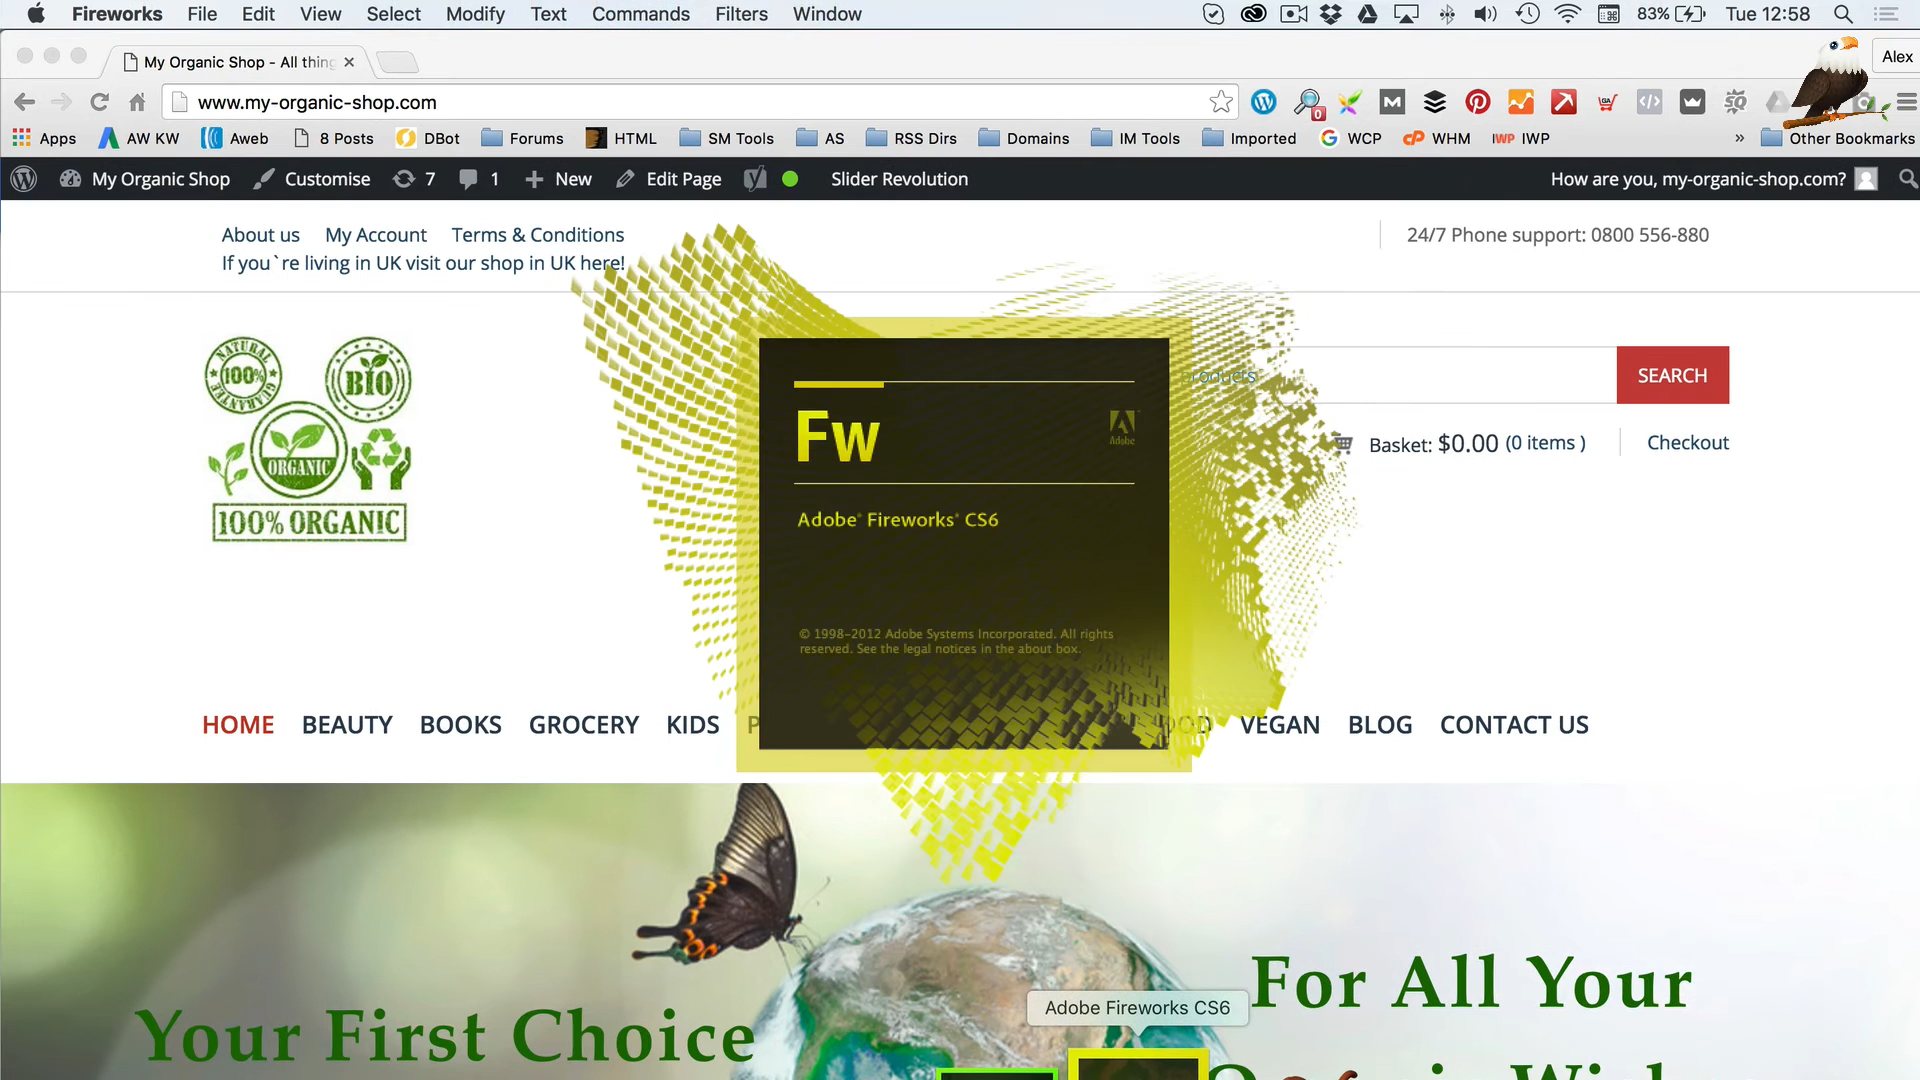 Fireworks File Edit View Select Modify Text Commands Filters Window 83% Tue 12:58
My Organic Shop - All thing Alex
www.my-organic-shop.com
Apps AW KW Aweb 8 Posts DBot Forums HTML SM Tools AS RSS Dirs Domains IM Tools Imported WCP WHM IWP » Other Bookmarks
My Organic Shop Customise 7 1 New Edit Page Slider Revolution How are you, my-organic-shop.com?
About us My Account Terms & Conditions 24/7 Phone support: 0800 556-880
If you`re living in UK visit our shop in UK here!
NATURAL 100% GUARANTEE BIO
ORGANIC
100% ORGANIC
SEARCH
Fw Adobe
Basket: $0.00 (0 items ) Checkout
Adobe® Fireworks® CS6
© 1998-2012 Adobe Systems Incorporated. All rights
reserved. See the legal notices in the about box.
HOME BEAUTY BOOKS GROCERY KIDS VEGAN BLOG CONTACT US
For All Your
Adobe Fireworks CS6
Your First Choice